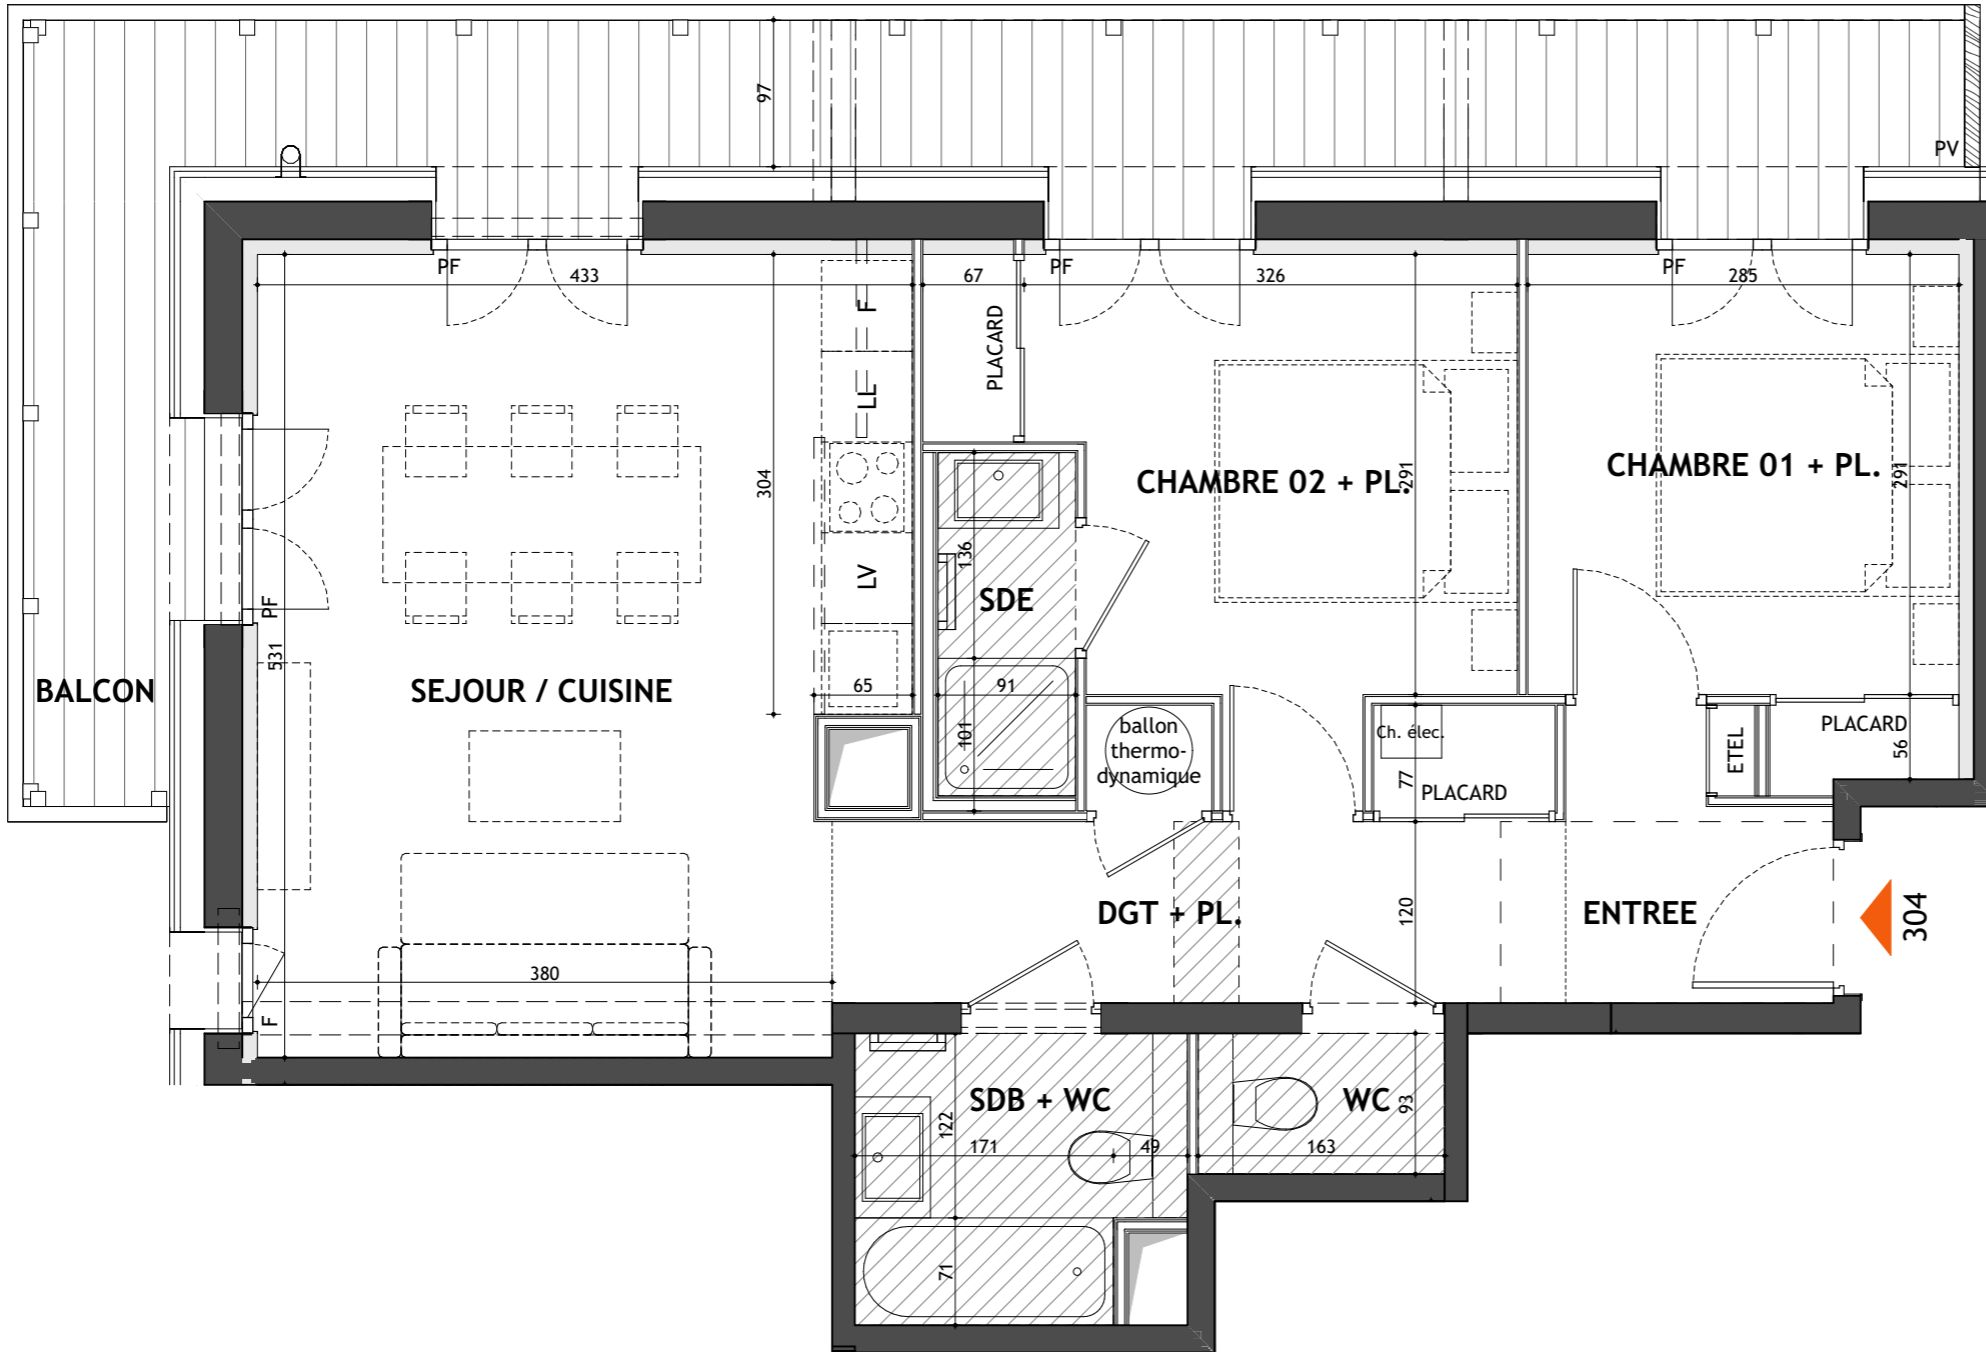 97
PV
PF
433
67
PF
326
PF
285
F
PLACARD
LL
304
CHAMBRE 02 + PL.
291
CHAMBRE 01 + PL.
291
136
LV
SDE
PF
531
BALCON
SEJOUR / CUISINE
65
91
101
ballon
thermo-
dynamique
Ch. élec.
77
PLACARD
ETEL
PLACARD
56
DGT + PL.
120
ENTREE
304
380
F
SDB + WC
122
171
49
WC
93
163
71